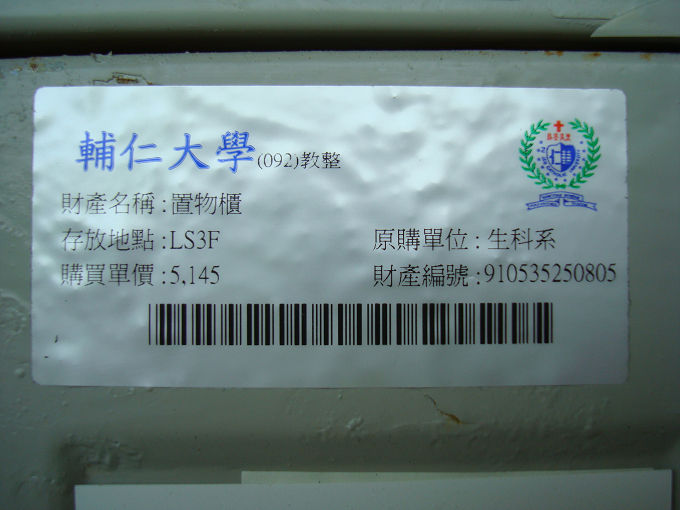 輔仁大學(092)教整
財產名稱:置物櫃
存放地點:LS3F 原購單位:生科系
購買單價:5,145 財產編號:910535250805